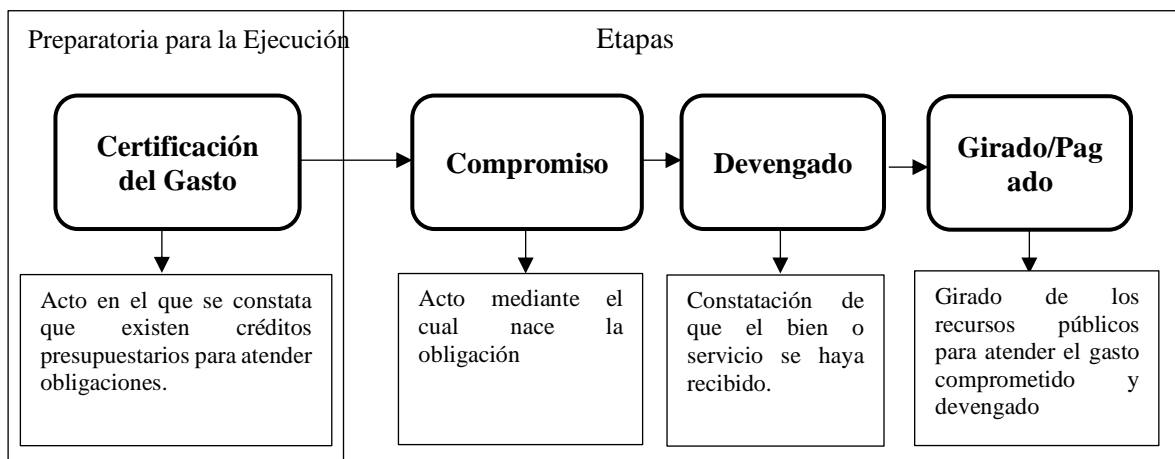 Preparatoria para la Ejecución
Etapas
Certificación
del Gasto
Compromiso
Devengado
Girado/Pag
ado
Acto en el que se constata
que existen créditos
presupuestarios para atender
obligaciones.
Acto mediante el
cual nace la
obligación
Constatación de
que el bien o
servicio se haya
recibido.
Girado de los
recursos públicos
para atender el gasto
comprometido y
devengado